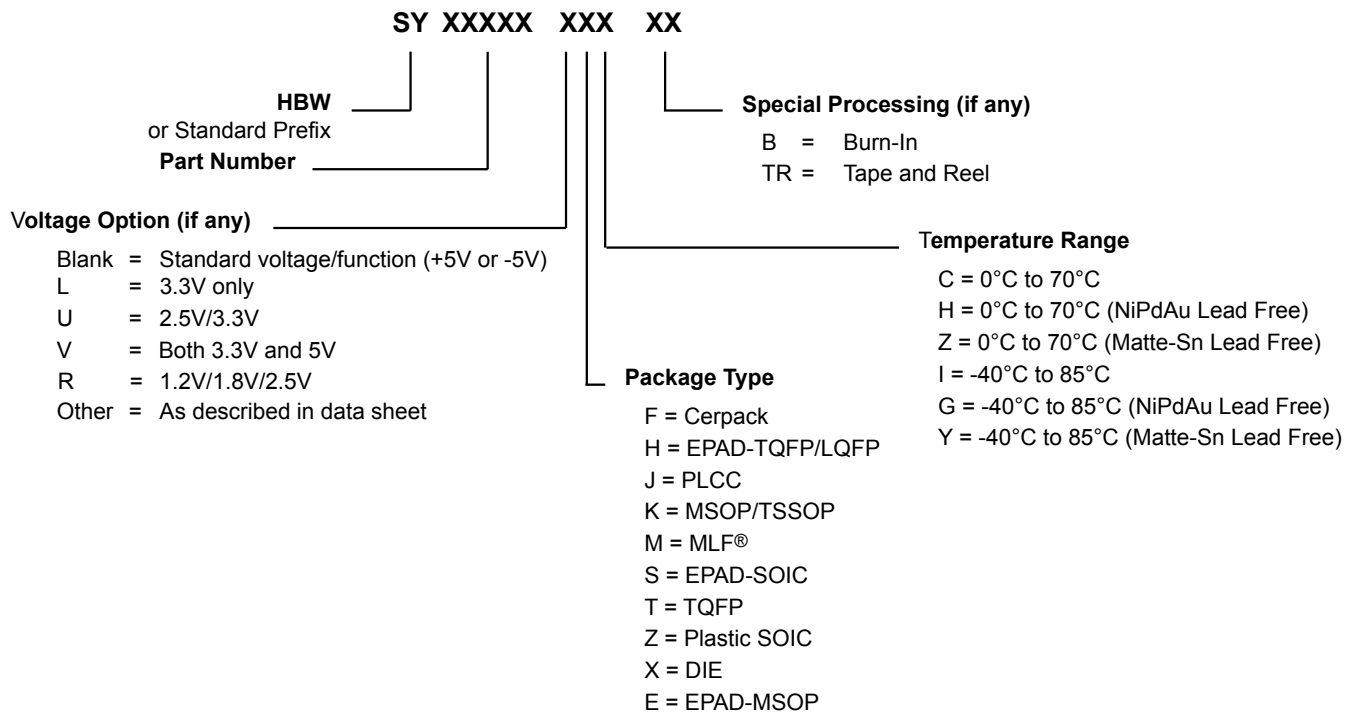 SY XXXXX XXX XX
HBW
or Standard Prefix
Part Number
Special Processing (if any)
B = Burn-In
TR = Tape and Reel
Voltage Option (if any)
Blank = Standard voltage/function (+5V or -5V)
L = 3.3V only
U = 2.5V/3.3V
V = Both 3.3V and 5V
R = 1.2V/1.8V/2.5V
Other = As described in data sheet
Temperature Range
C = 0°C to 70°C
H = 0°C to 70°C (NiPdAu Lead Free)
Z = 0°C to 70°C (Matte-Sn Lead Free)
I = -40°C to 85°C
G = -40°C to 85°C (NiPdAu Lead Free)
Y = -40°C to 85°C (Matte-Sn Lead Free)
Package Type
F = Cerpack
H = EPAD-TQFP/LQFP
J = PLCC
K = MSOP/TSSOP
M = MLF®
S = EPAD-SOIC
T = TQFP
Z = Plastic SOIC
X = DIE
E = EPAD-MSOP